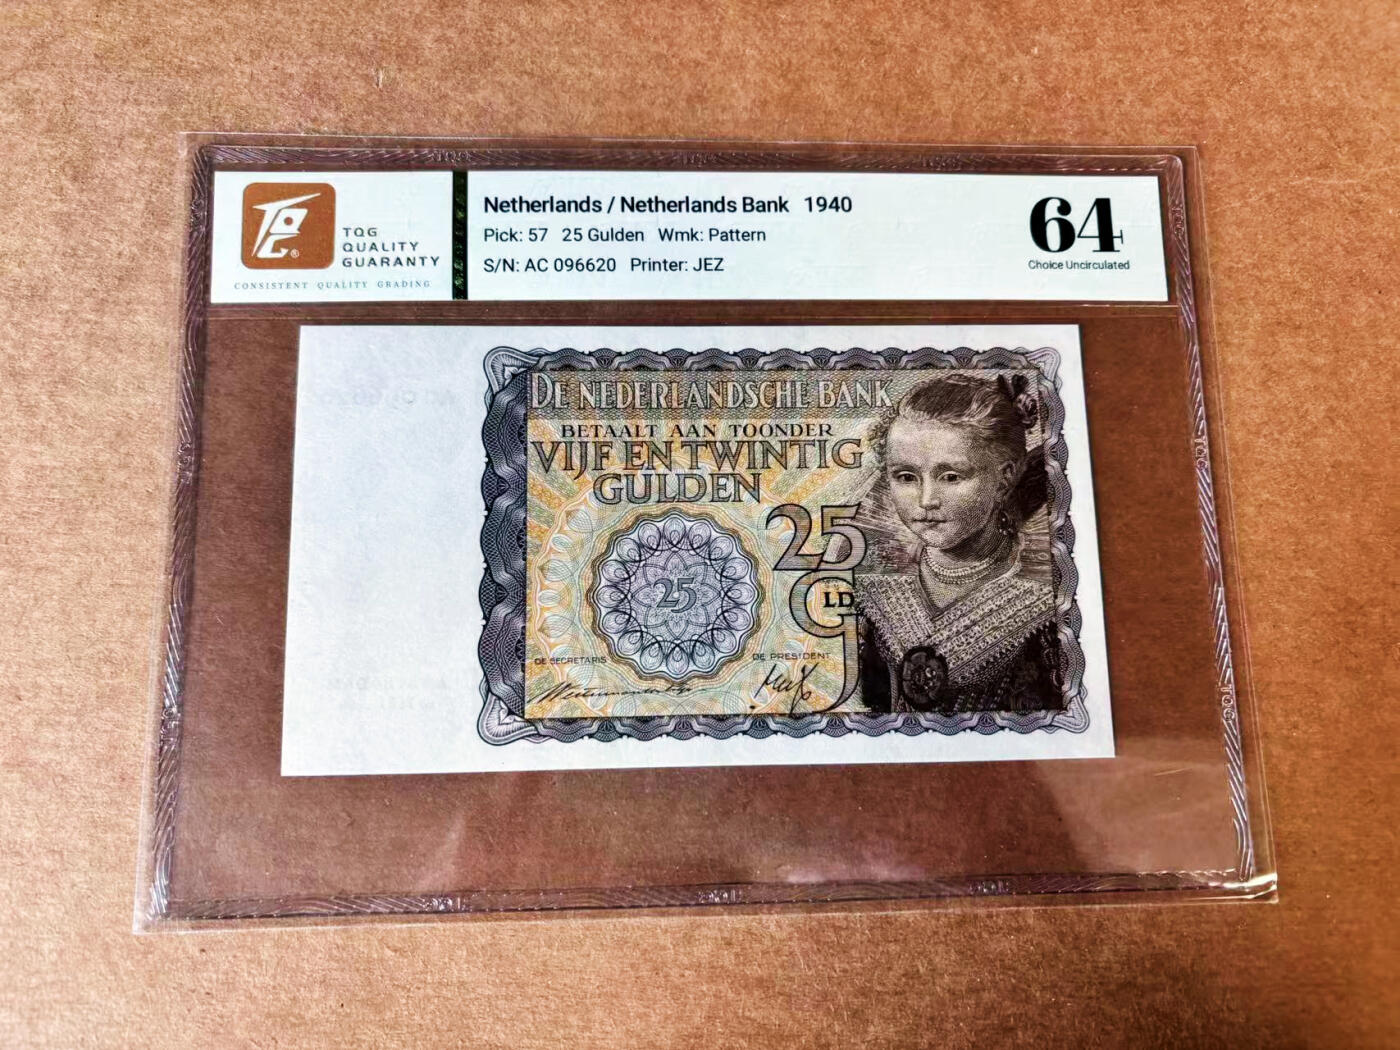 TQG
QUALITY
GUARANTY
CONSISTENT QUALITY GRADING
Netherlands / Netherlands Bank 1940
Pick: 57 25 Gulden Wmk: Pattern
S/N: AC 096620 Printer: JEZ
64
Choice Uncirculated
DE NEDERLANDSCHE BANK
BETAALT AAN TOONDER
VIJF EN TWINTIG
GULDEN
25
G
LD
25
DE SECRETARIS
DE PRESIDENT